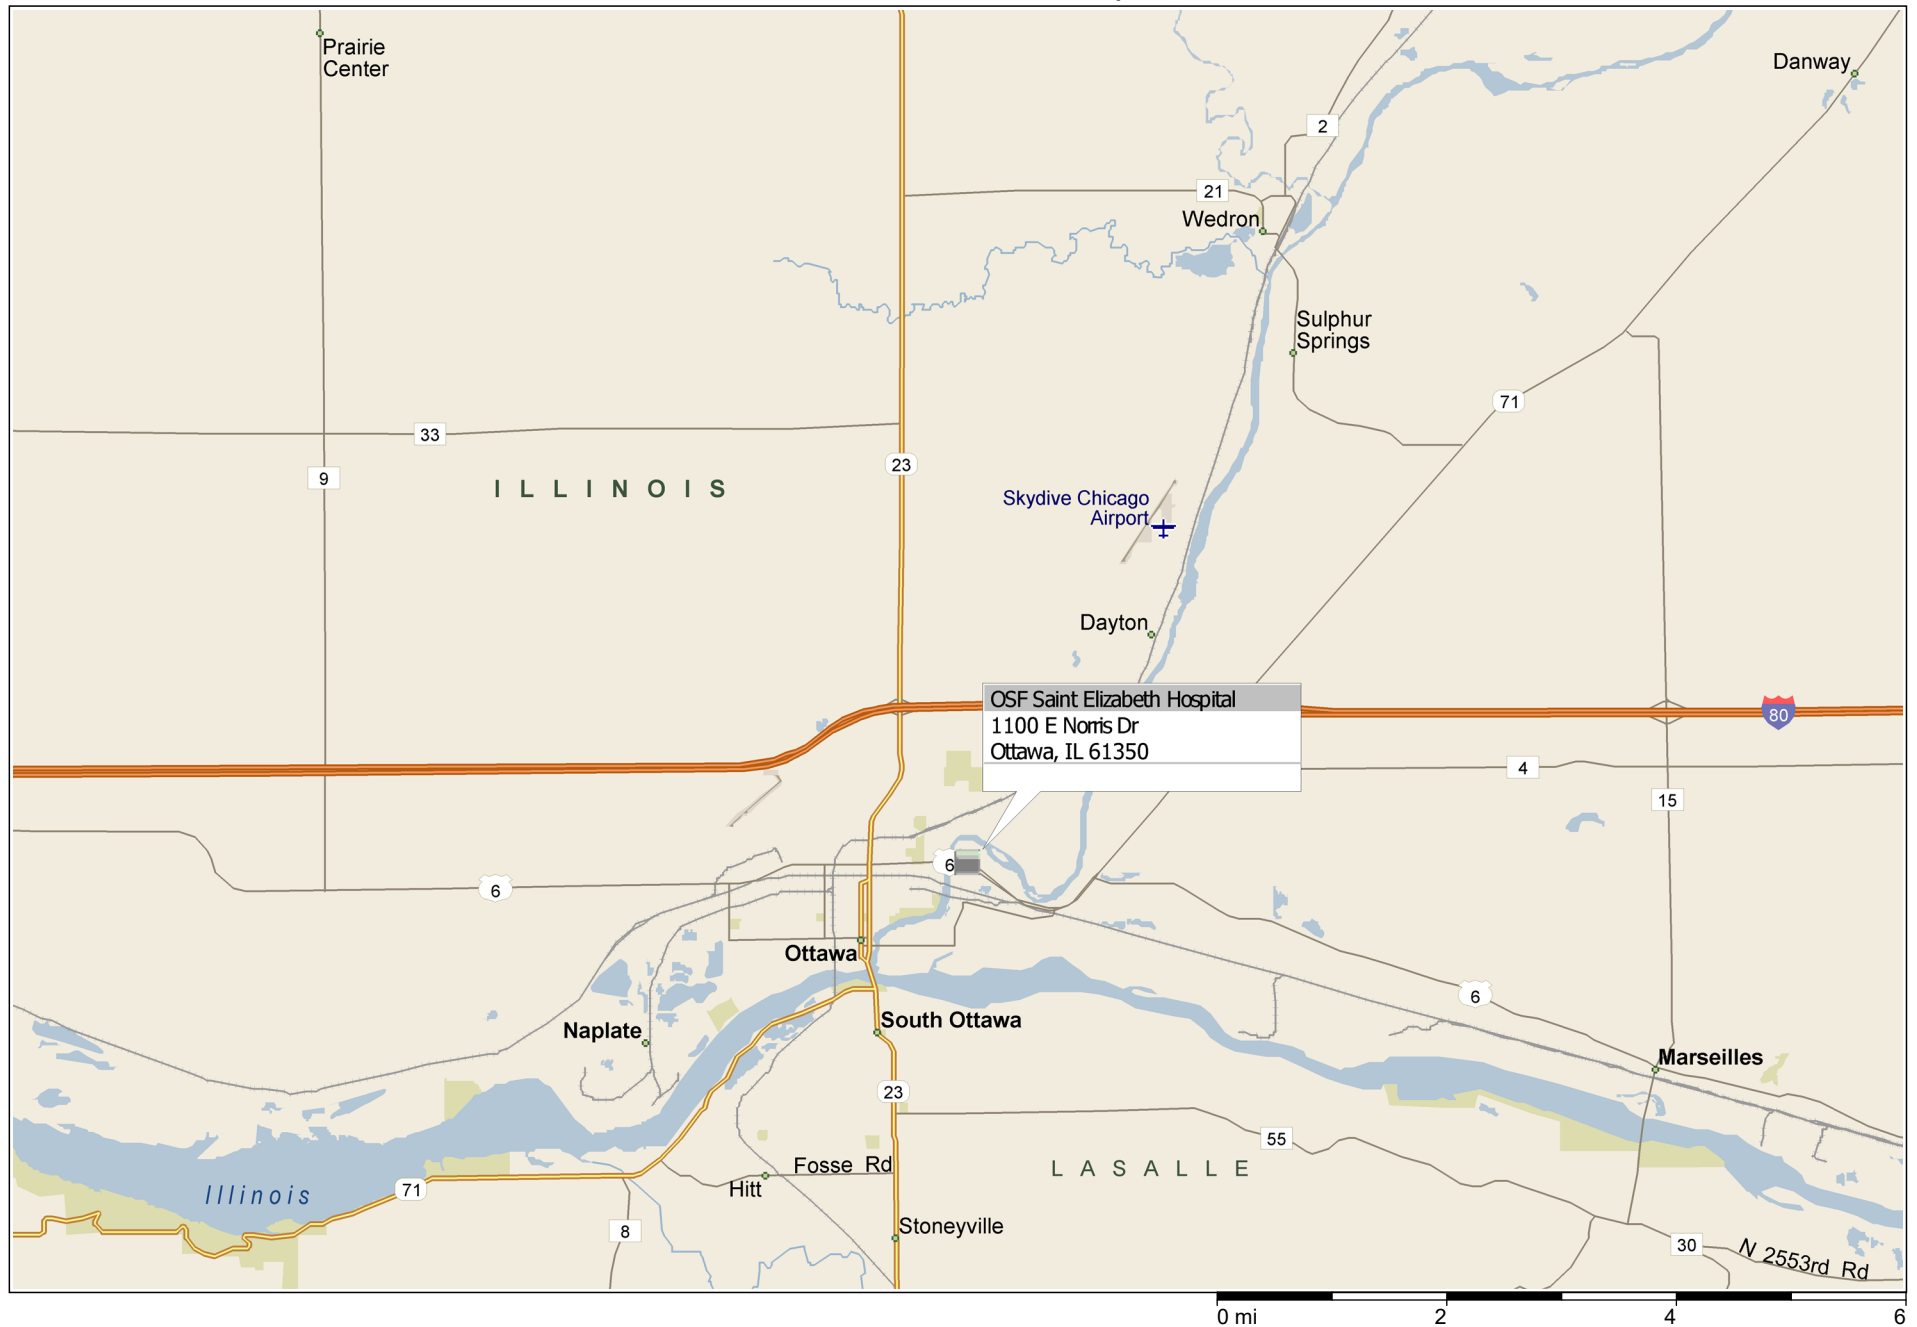 Prairie
Center
Danway
2
21
Wedron
Sulphur
Springs
71
33
23
9
ILLINOIS
Skydive Chicago
Airport
Dayton
OSF Saint Elizabeth Hospital
1100 E Norris Dr
Ottawa, IL 61350
80
4
15
6
6
Ottawa
6
South Ottawa
Naplate
Marseilles
23
55
Fosse Rd
LASALLE
Hitt
71
Illinois
Stoneyville
8
30
N 2553rd Rd
0 mi 2 4 6